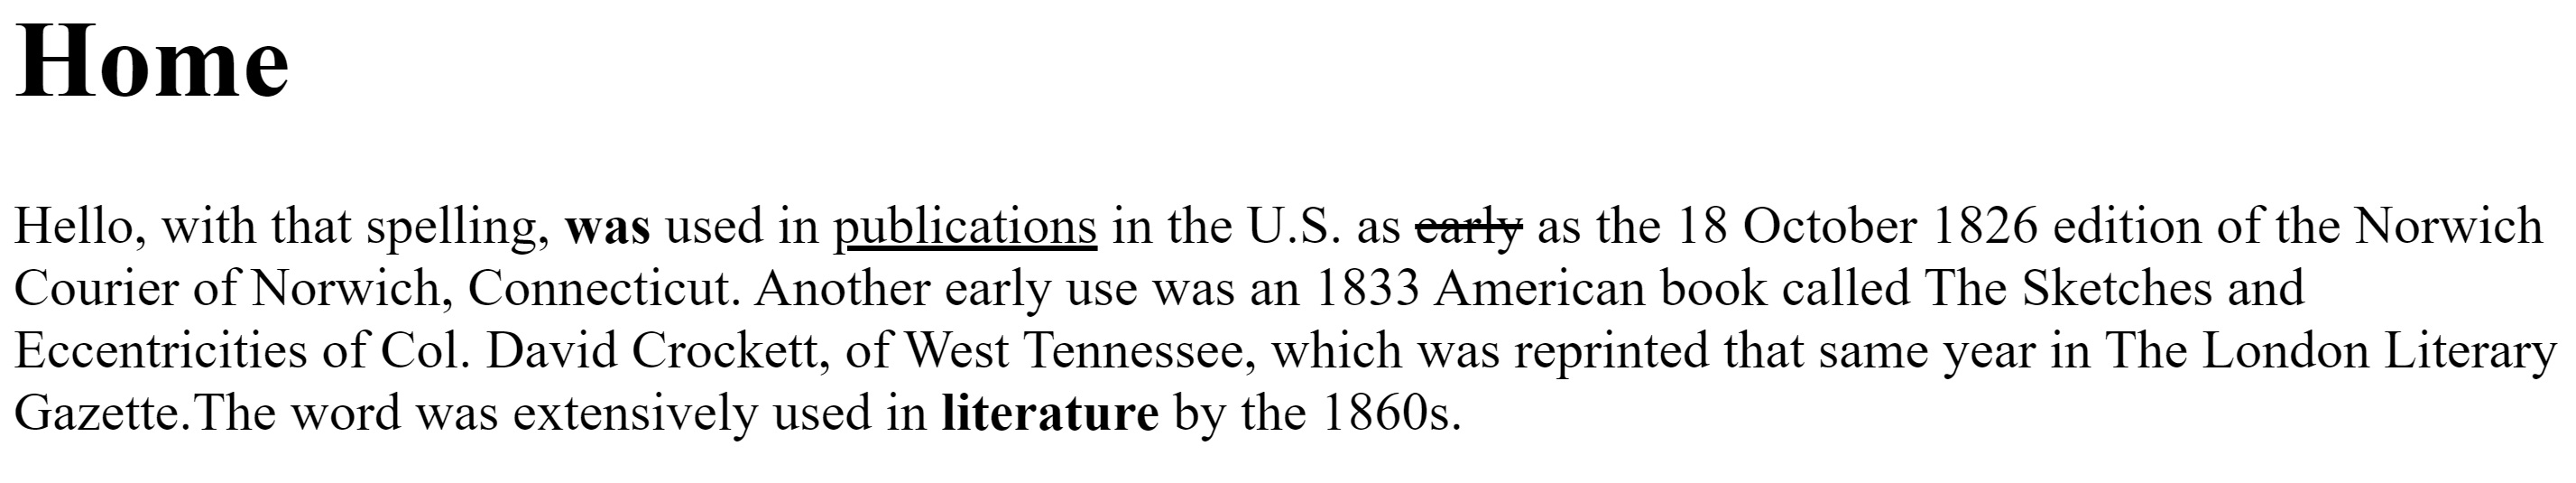 Home
Hello, with that spelling, was used in publications in the U.S. as early as the 18 October 1826 edition of the Norwich
Courier of Norwich, Connecticut. Another early use was an 1833 American book called The Sketches and
Eccentricities of Col. David Crockett, of West Tennessee, which was reprinted that same year in The London Literary
Gazette.The word was extensively used in literature by the 1860s.